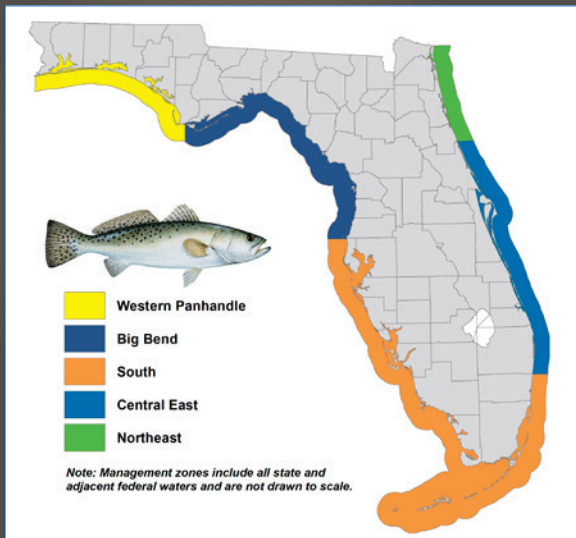 Western Panhandle
Big Bend
South
Central East
Northeast
Note: Management zones include all state and
adjacent federal waters and are not drawn to scale.